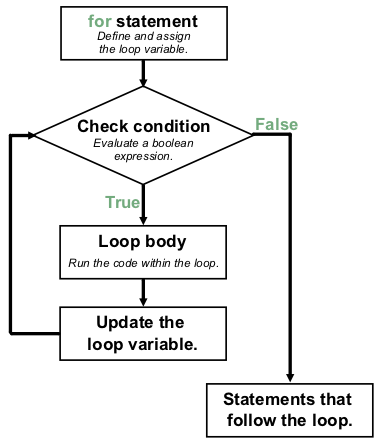 for statement
Define and assign
the loop variable.
Check condition
Evaluate a boolean
expression.
False
True
Loop body
Run the code within the loop.
Update the
loop variable.
Statements that
follow the loop.